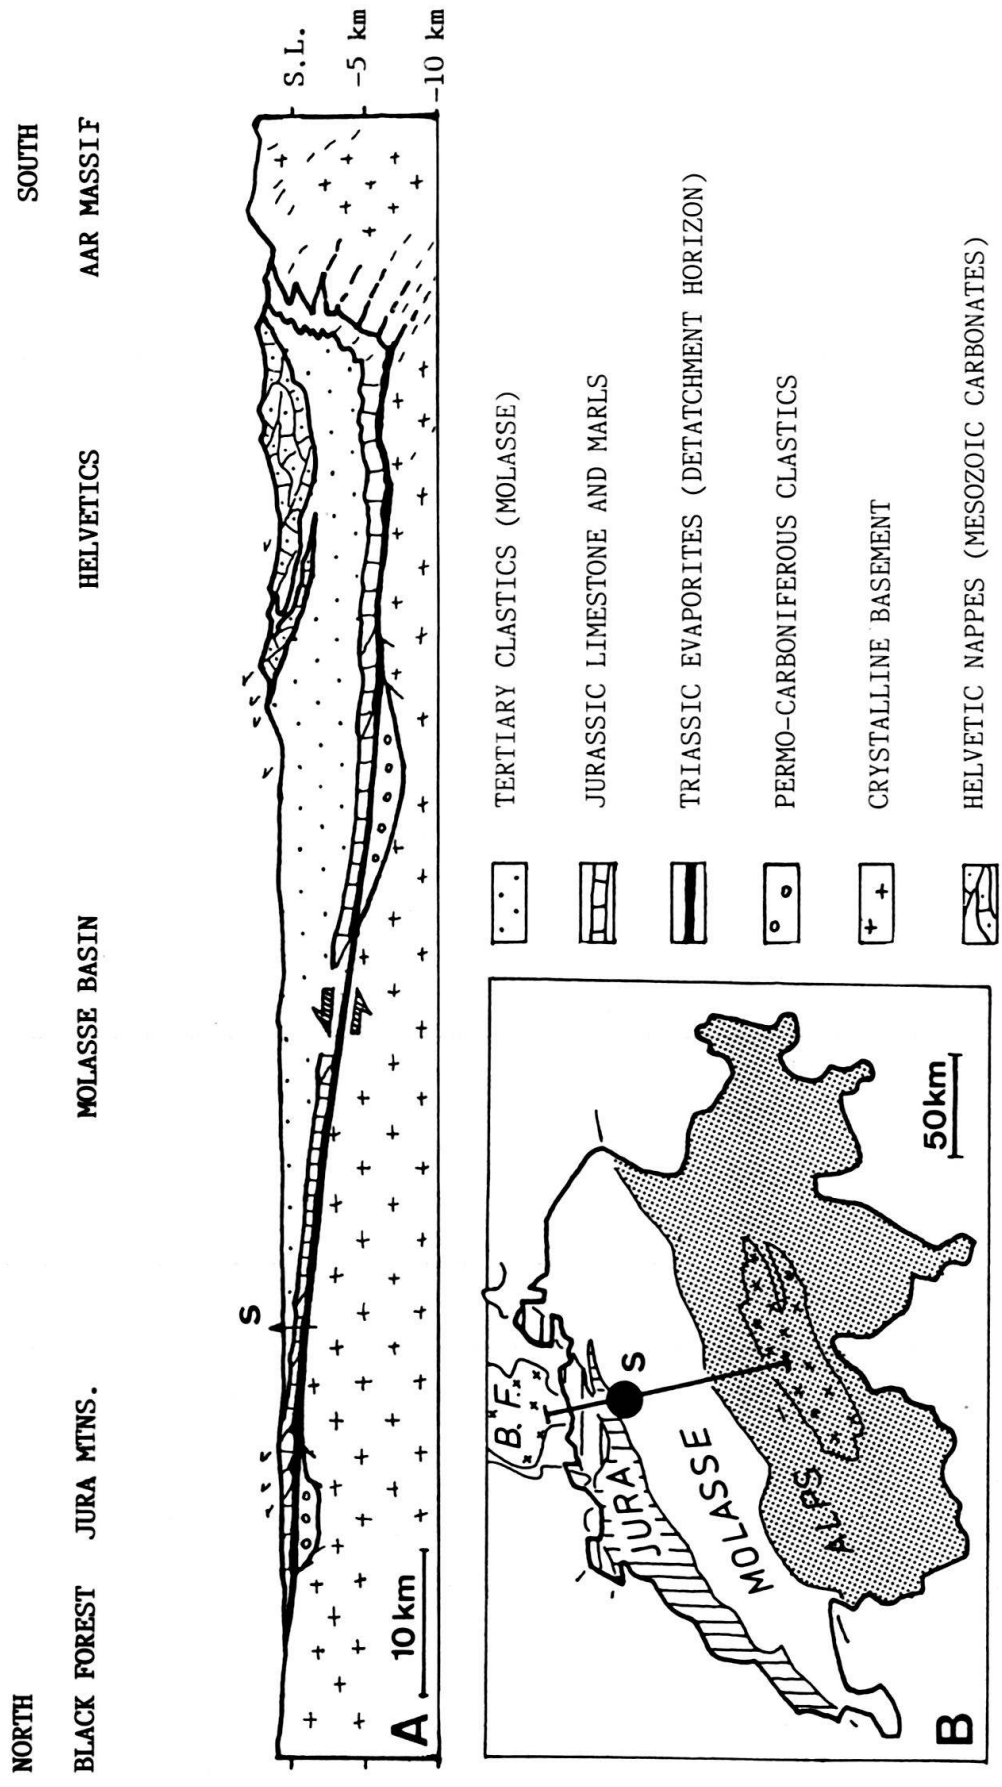 NORTH SOUTH
BLACK FOREST JURA MTNS. MOLASSE BASIN HELVETICS AAR MASSIF
S
S.L.
-5 km
-10 km
A
10 km
B
B. F.
S
JURA
MOLASSE
ALPS
50km
TERTIARY CLASTICS (MOLASSE)
JURASSIC LIMESTONE AND MARLS
TRIASSIC EVAPORITES (DETATCHMENT HORIZON)
PERMO-CARBONIFEROUS CLASTICS
CRYSTALLINE BASEMENT
HELVETIC NAPPES (MESOZOIC CARBONATES)